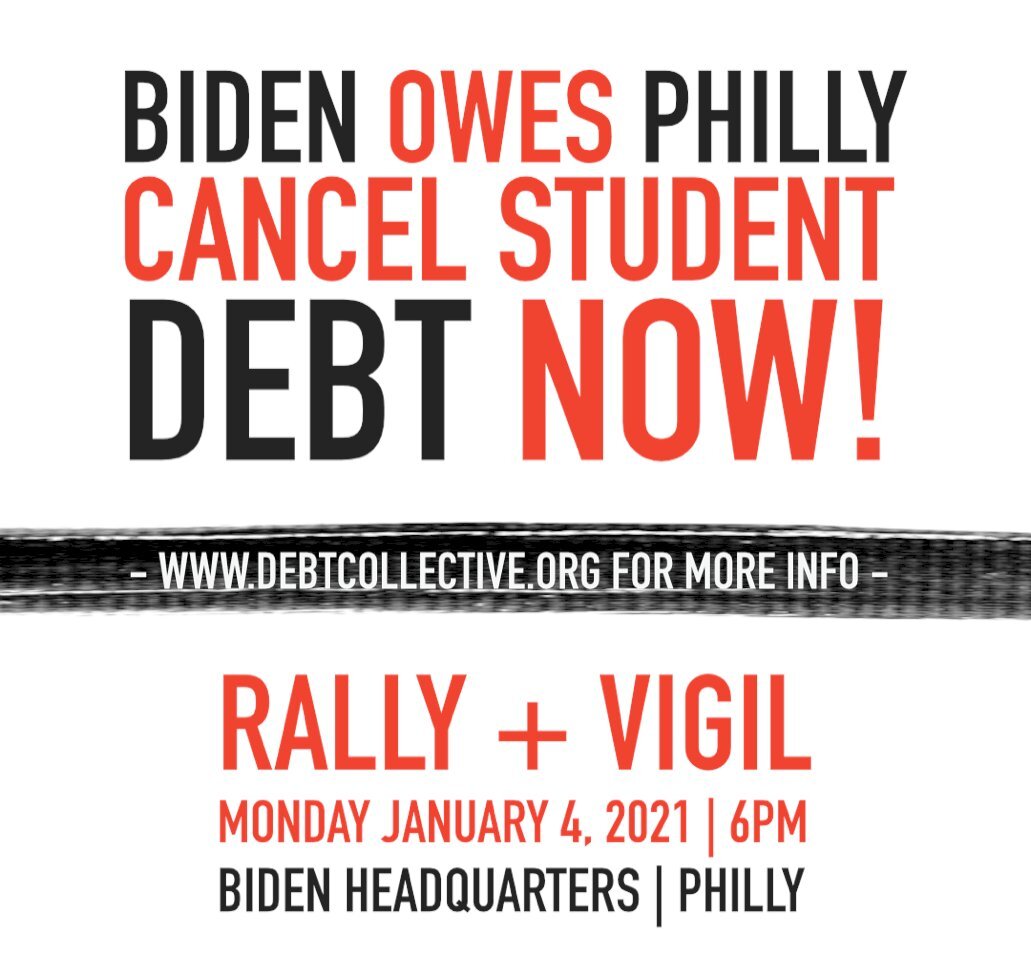 BIDEN OWES PHILLY
CANCEL STUDENT
DEBT NOW!
- WWW.DEBTCOLLECTIVE.ORG FOR MORE INFO -
RALLY + VIGIL
MONDAY JANUARY 4, 2021 | 6PM
BIDEN HEADQUARTERS | PHILLY